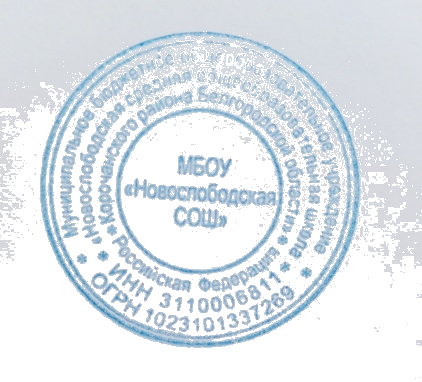 Муниципальное бюджетное общеобразовательное учреждение
«Новослободская средняя общеобразовательная школа
Корочанского района Белгородской области»
* Российская Федерация *
* ИНН 3110006811 *
* ОГРН 1023101337269 *
МБОУ
«Новослободская
СОШ»